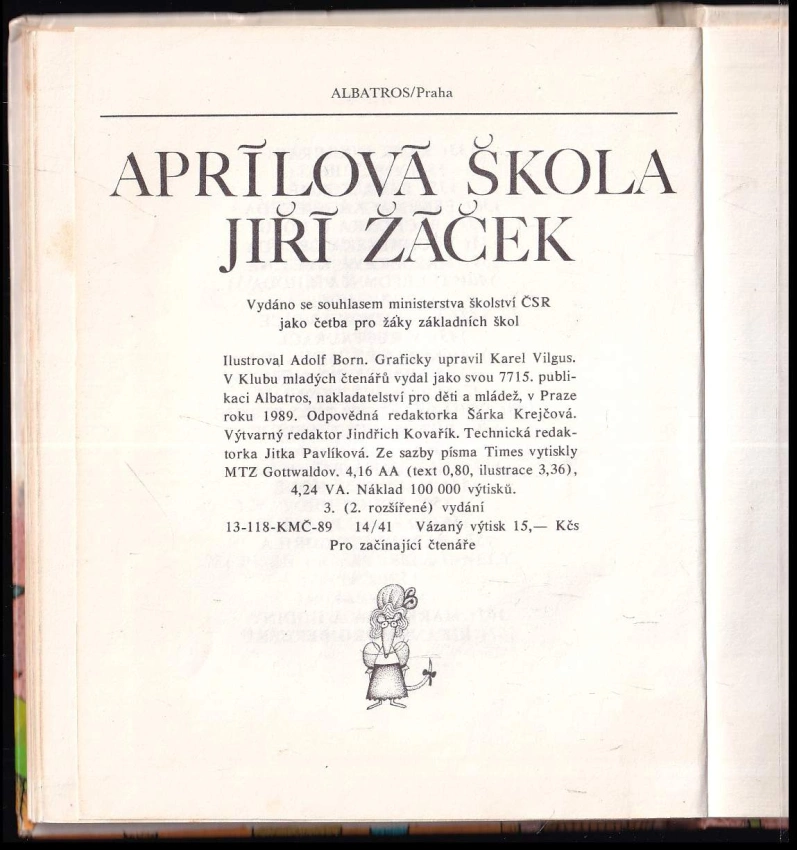 ALBATROS/Praha
APRÍLOVÁ ŠKOLA
JIŘÍ ŽÁČEK
Vydáno se souhlasem ministerstva školství ČSR
jako četba pro žáky základních škol
Ilustroval Adolf Born. Graficky upravil Karel Vilgus.
V Klubu mladých čtenářů vydal jako svou 7715. publi-
kaci Albatros, nakladatelství pro děti a mládež, v Praze
roku 1989. Odpovědná redaktorka Šárka Krejčová.
Výtvarný redaktor Jindřich Kovařík. Technická redak-
torka Jitka Pavlíková. Ze sazby písma Times vytiskly
MTZ Gottwaldov. 4,16 AA (text 0,80, ilustrace 3,36),
4,24 VA. Náklad 100 000 výtisků.
3. (2. rozšířené) vydání
13-118-KMČ-89 14/41 Vázaný výtisk 15,— Kčs
Pro začínající čtenáře